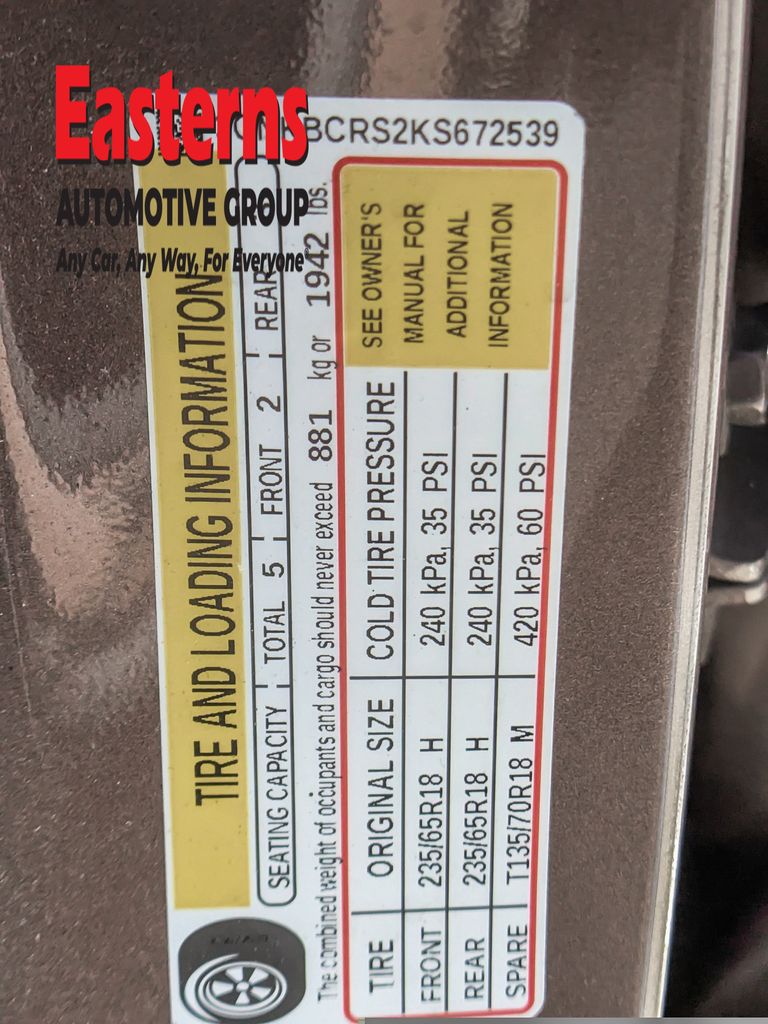 Easterns
AUTOMOTIVE GROUP
Any Car, Any Way, For Everyone®
BCRS2KS672539
TIRE AND LOADING INFORMATION
SEATING CAPACITY TOTAL 5 FRONT 2 REAR
The combined weight of occupants and cargo should never exceed 881 kg or 1942 lbs.
TIRE ORIGINAL SIZE COLD TIRE PRESSURE
FRONT 235/65R18 H 240 kPa, 35 PSI
REAR 235/65R18 H 240 kPa, 35 PSI
SPARE T135/70R18 M 420 kPa, 60 PSI
SEE OWNER'S
MANUAL FOR
ADDITIONAL
INFORMATION